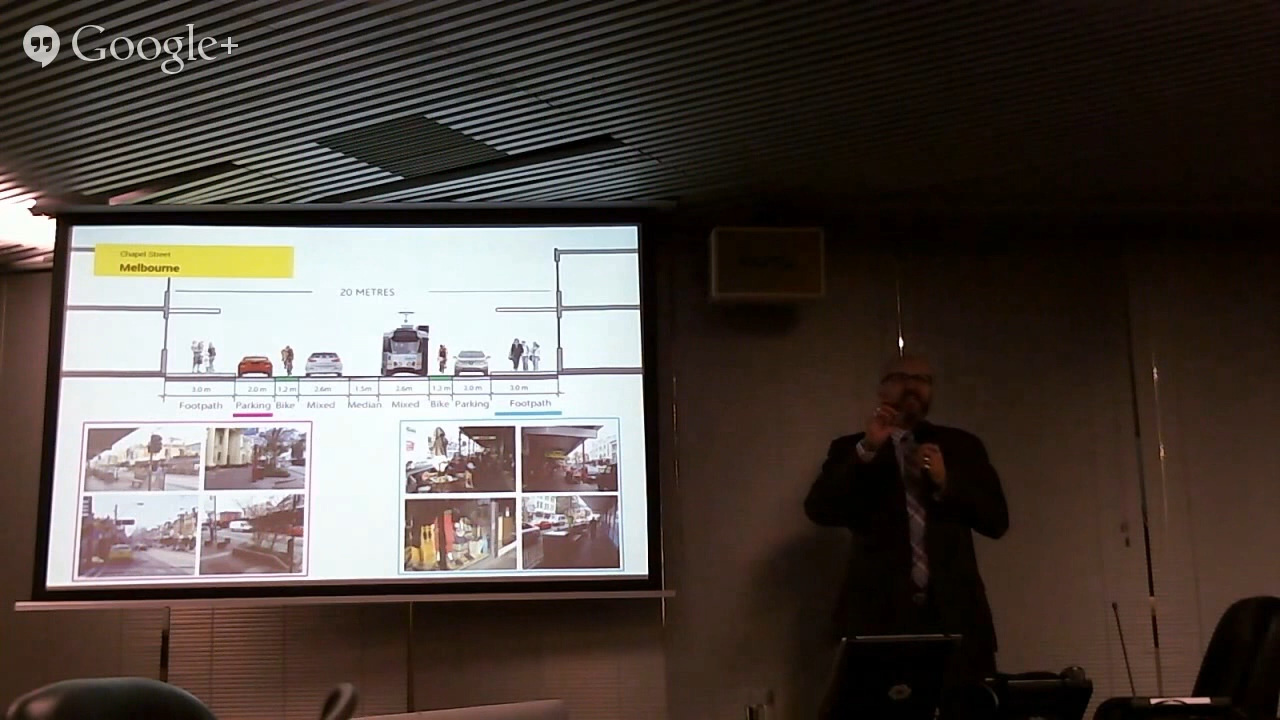 Google+
Chapel Street
Melbourne
20 METRES
3.0 m 2.0 m 1.2 m 2.6m 1.5m 2.6m 1.2 m 2.0 m 3.0 m
Footpath Parking Bike Mixed Median Mixed Bike Parking Footpath